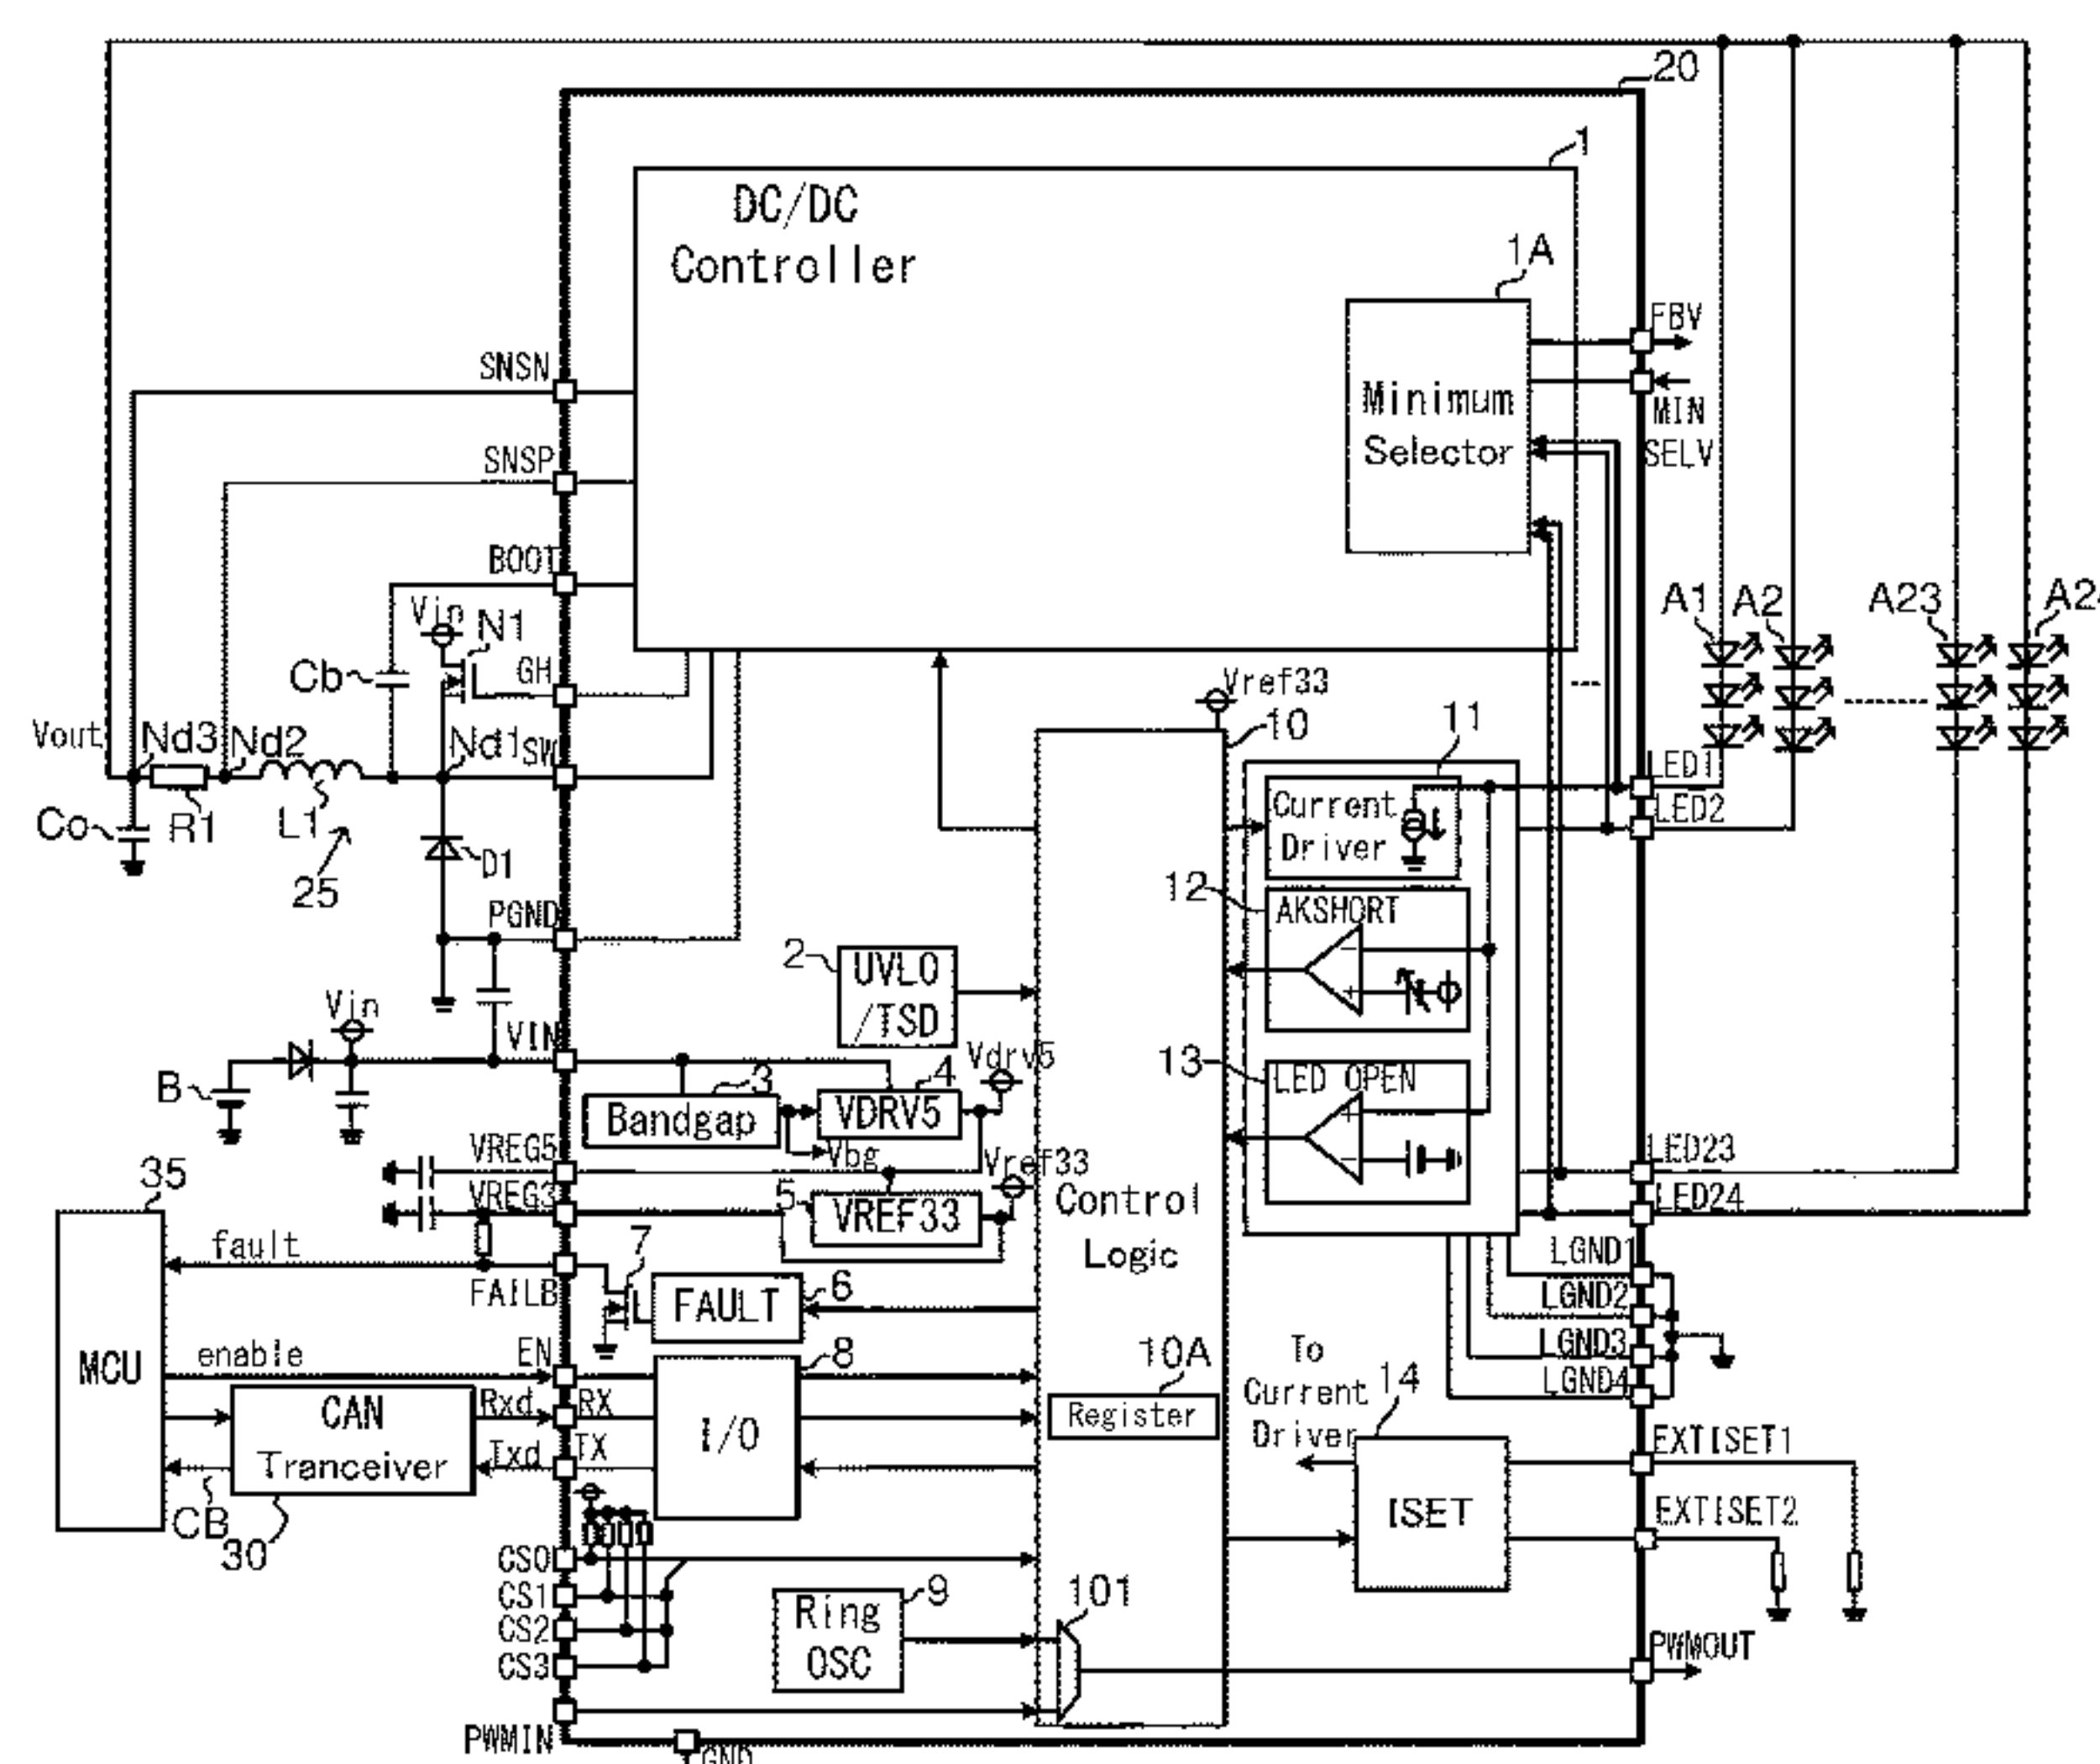 20
1
DC/DC
Controller
1A
FBV
Minimum
Selector
MIN
SELV
SNSN
SNSP
BOOT
Vin
N1
GH
Cb
A1
A2
A23
Vref33
10
11
Vout
Nd3
Nd2
Nd1
SW
LED1
LED2
Current
Driver
Co
R1
L1
25
D1
12
AKSHORT
PGND
2
UVLO
/TSD
Vin
VIN
13
LED OPEN
B
3
4
Vdrv5
Bandgap
VDRV5
Vbg
VREG5
Vref33
LED23
35
VREG3
5
VREF33
Control
Logic
LED24
fault
7
FAILB
FAULT
6
LGND1
LGND2
LGND3
LGND4
MCU
enable
EN
8
10A
Register
To
Current
Driver
14
CAN
Tranceiver
Rxd
RX
I/O
Txd
TX
CB
30
EXTISET1
ISET
EXTISET2
CS0
CS1
CS2
CS3
Ring
OSC
9
101
PWMOUT
PWMIN
GND